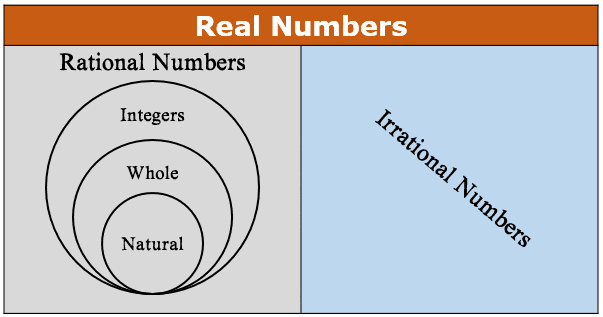 Real Numbers
Rational Numbers
Integers
Whole
Natural
Irrational Numbers